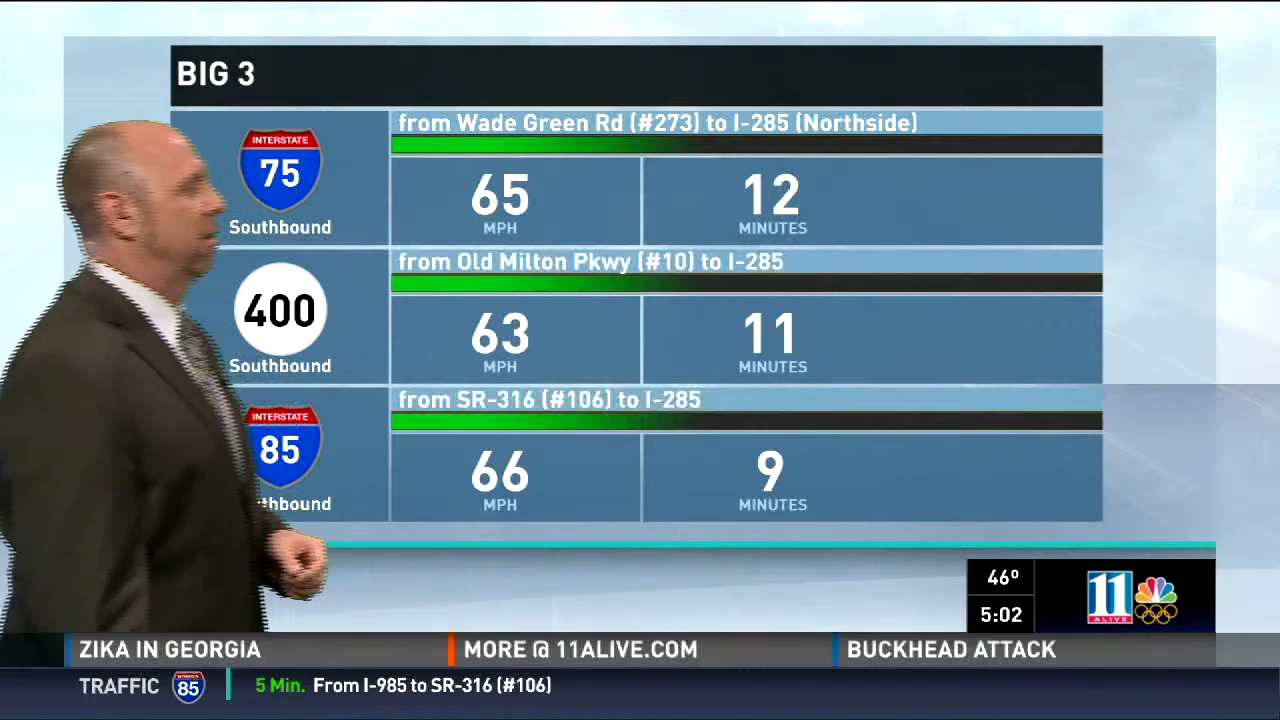 BIG 3
from Wade Green Rd (#273) to I-285 (Northside)
INTERSTATE
75
Southbound
65
MPH
12
MINUTES
from Old Milton Pkwy (#10) to I-285
400
Southbound
63
MPH
11
MINUTES
from SR-316 (#106) to I-285
INTERSTATE
85
thbound
66
MPH
9
MINUTES
46°
5:02
11
ALIVE
ZIKA IN GEORGIA
MORE @ 11ALIVE.COM
BUCKHEAD ATTACK
TRAFFIC 85 5 Min. From I-985 to SR-316 (#106)